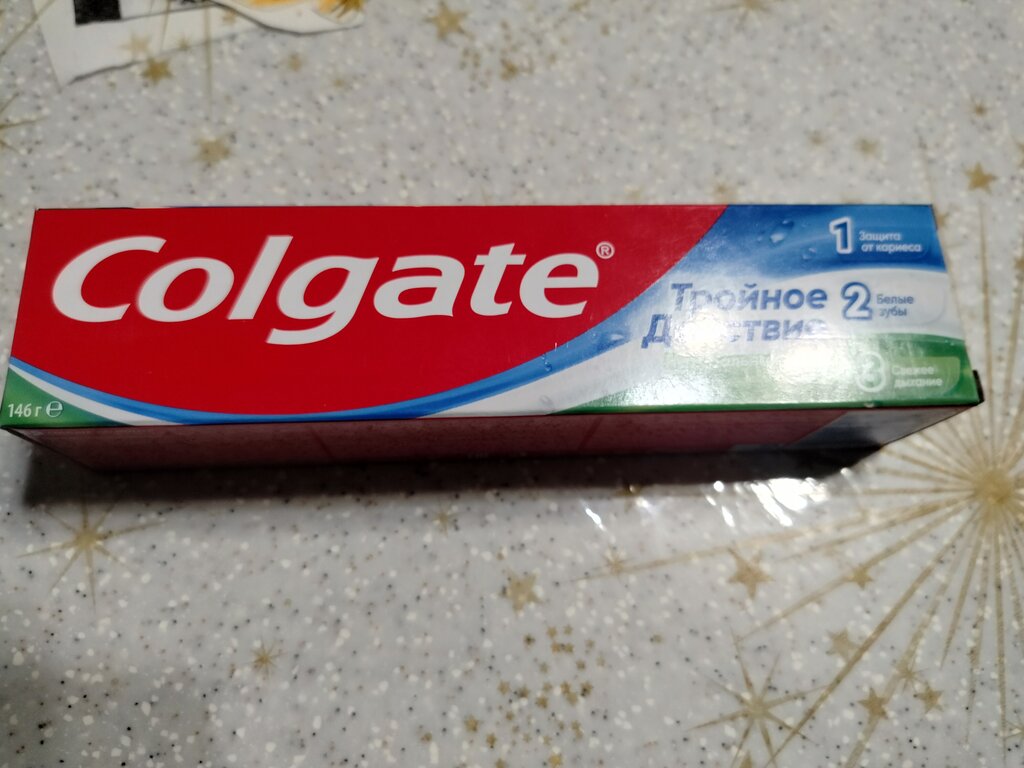 Colgate®
1 Защита
от кариеса
Тройное
Действие
2 Белые
зубы
3 Свежее
дыхание
146 г ℮